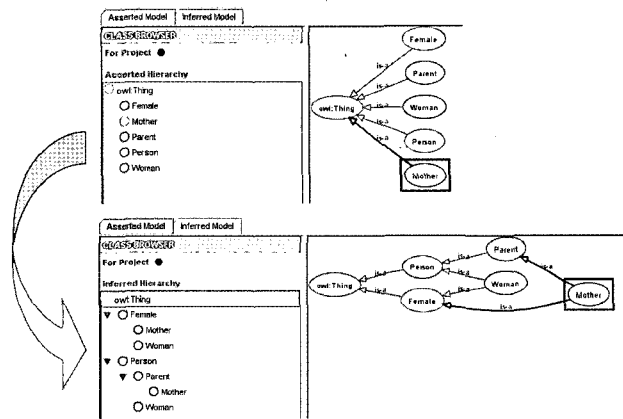 Asserted Model Inferred Model
CLASS BROWSER
For Project
Asserted Hierarchy
owl:Thing
Female
Mother
Parent
Person
Woman
Female
Parent
owl:Thing
Woman
Person
Mother
is-a
is-a
is-a
is-a
is-a
Asserted Model Inferred Model
CLASS BROWSER
For Project
Inferred Hierarchy
owl:Thing
Female
Mother
Woman
Person
Parent
Mother
Woman
Parent
Person
owl:Thing
Woman
Mother
Female
is-a
is-a
is-a
is-a
is-a
is-a
is-a